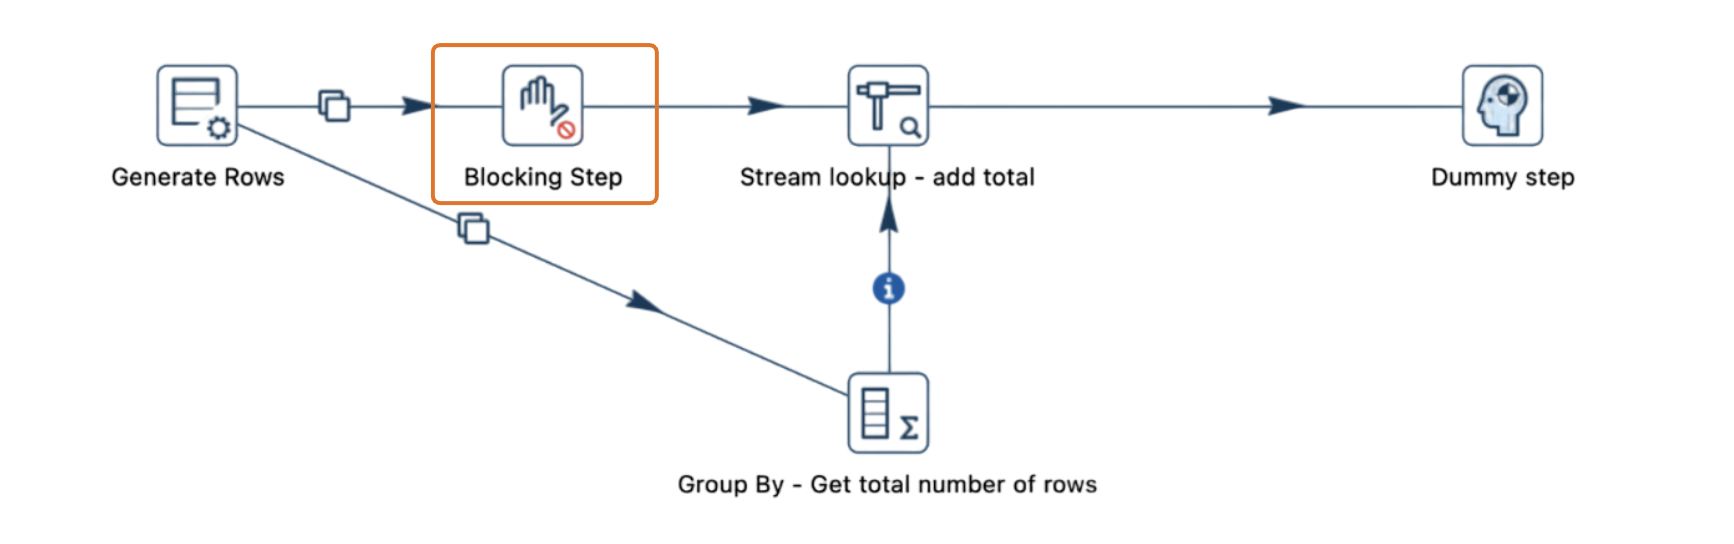 Generate Rows
Blocking Step
Stream lookup - add total
Dummy step
i
Group By - Get total number of rows
Σ